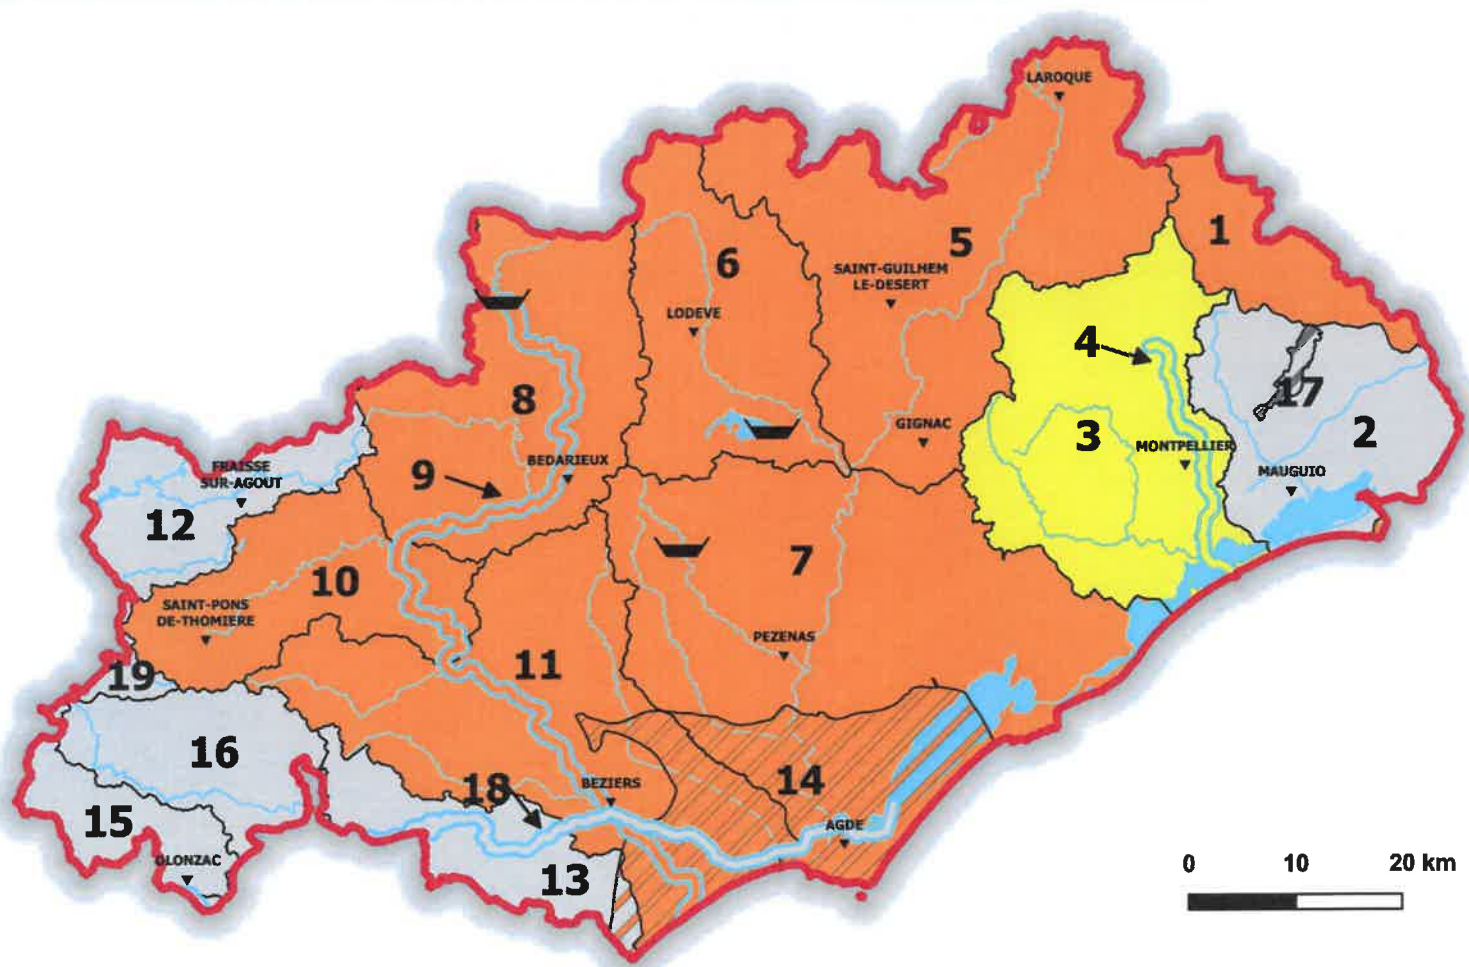 LAROQUE
1
5
6
SAINT-GUILHEM
LE-DESERT
LODEVE
4
17
8
GIGNAC
3
2
MONTPELLIER
BEDARIEUX
9
FRAISSE
SUR-AGOUT
MAUGUIO
12
7
10
SAINT-PONS
DE-THOMIERE
PEZENAS
11
19
16
14
18
BEZIERS
15
AGDE
OLONZAC
13
0 10 20 km